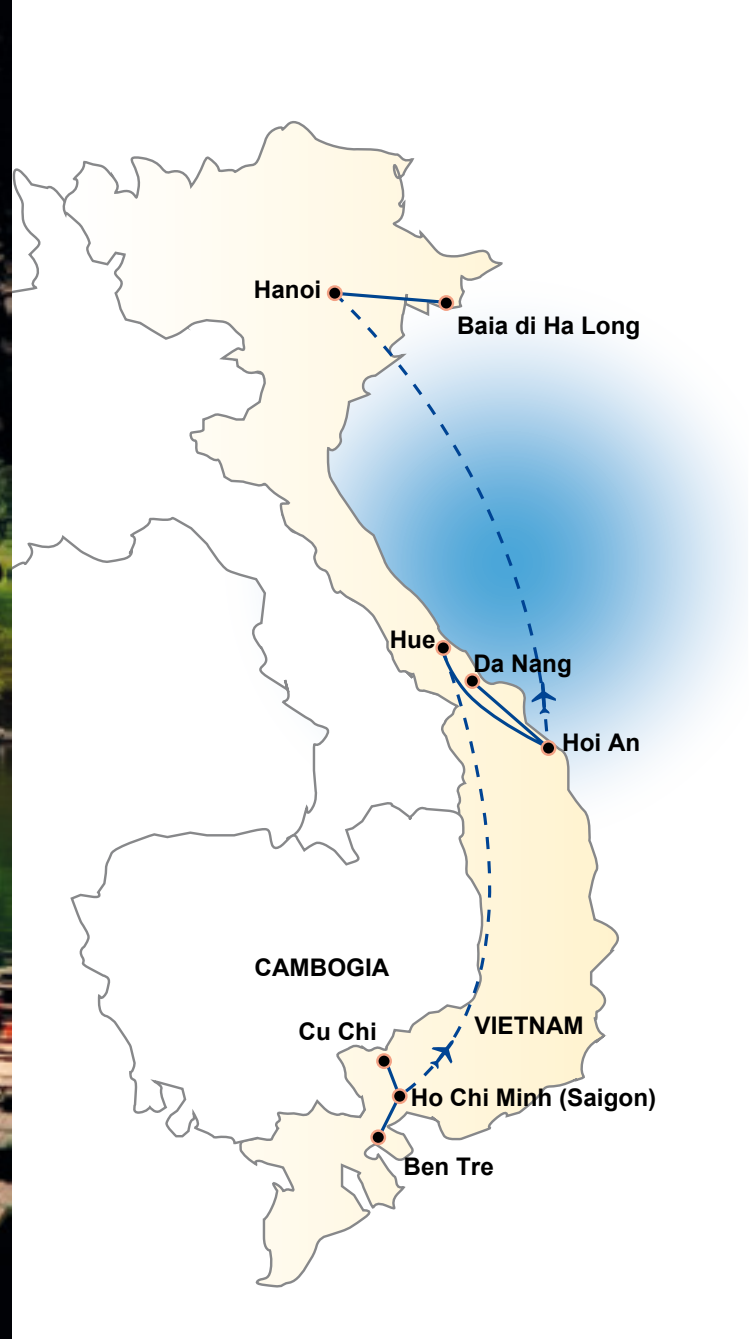 Hanoi
Baia di Ha Long
Hue
Da Nang
Hoi An
CAMBOGIA
VIETNAM
Cu Chi
Ho Chi Minh (Saigon)
Ben Tre